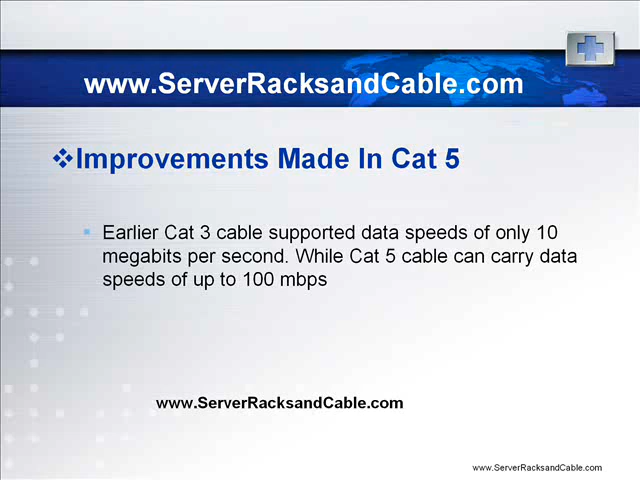 www.ServerRacksandCable.com
❖Improvements Made In Cat 5
▪ Earlier Cat 3 cable supported data speeds of only 10
megabits per second. While Cat 5 cable can carry data
speeds of up to 100 mbps
www.ServerRacksandCable.com
www.ServerRacksandCable.com